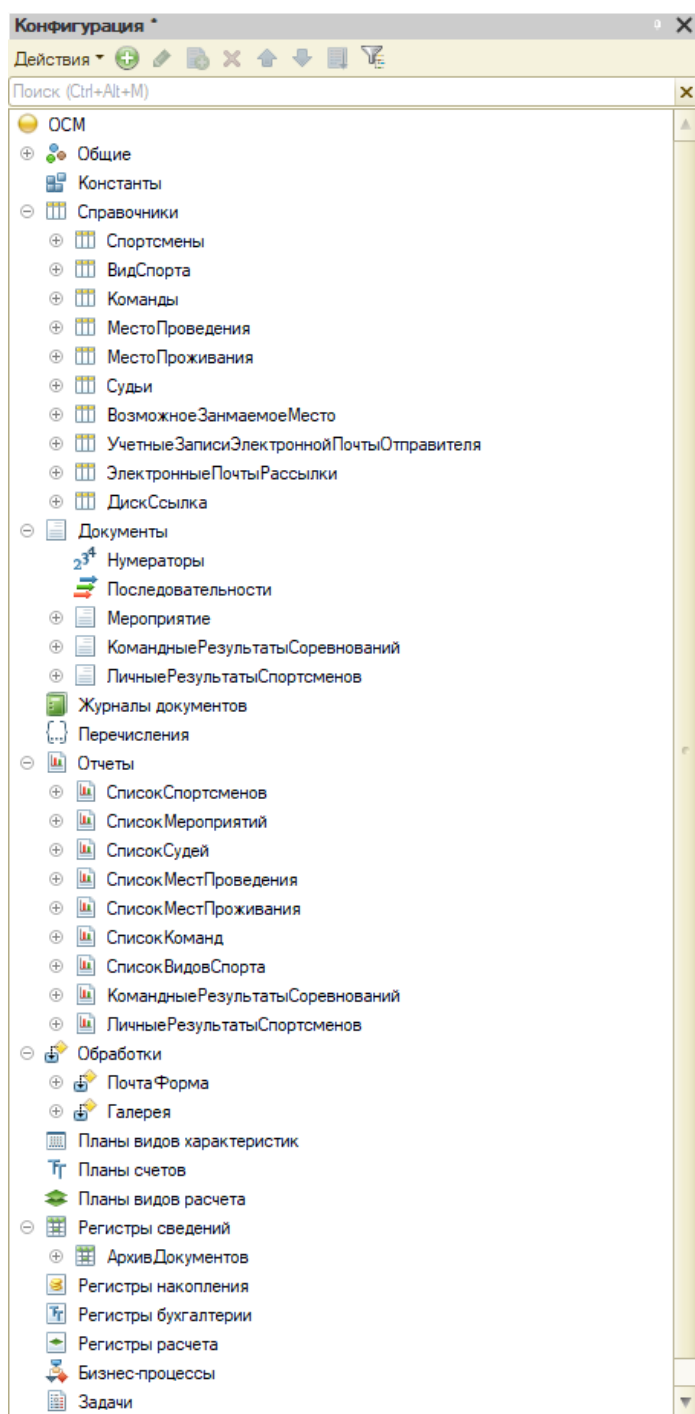 Конфигурация *
Действия
Поиск (Ctrl+Alt+M)
ОСМ
Общие
Константы
Справочники
Спортсмены
ВидСпорта
Команды
МестоПроведения
МестоПроживания
Судьи
ВозможноеЗанмаемоеМесто
УчетныеЗаписиЭлектроннойПочтыОтправителя
ЭлектронныеПочтыРассылки
ДискСсылка
Документы
Нумераторы
Последовательности
Мероприятие
КомандныеРезультатыСоревнований
ЛичныеРезультатыСпортсменов
Журналы документов
Перечисления
Отчеты
СписокСпортсменов
СписокМероприятий
СписокСудей
СписокМестПроведения
СписокМестПроживания
СписокКоманд
СписокВидовСпорта
КомандныеРезультатыСоревнований
ЛичныеРезультатыСпортсменов
Обработки
ПочтаФорма
Галерея
Планы видов характеристик
Планы счетов
Планы видов расчета
Регистры сведений
АрхивДокументов
Регистры накопления
Регистры бухгалтерии
Регистры расчета
Бизнес-процессы
Задачи